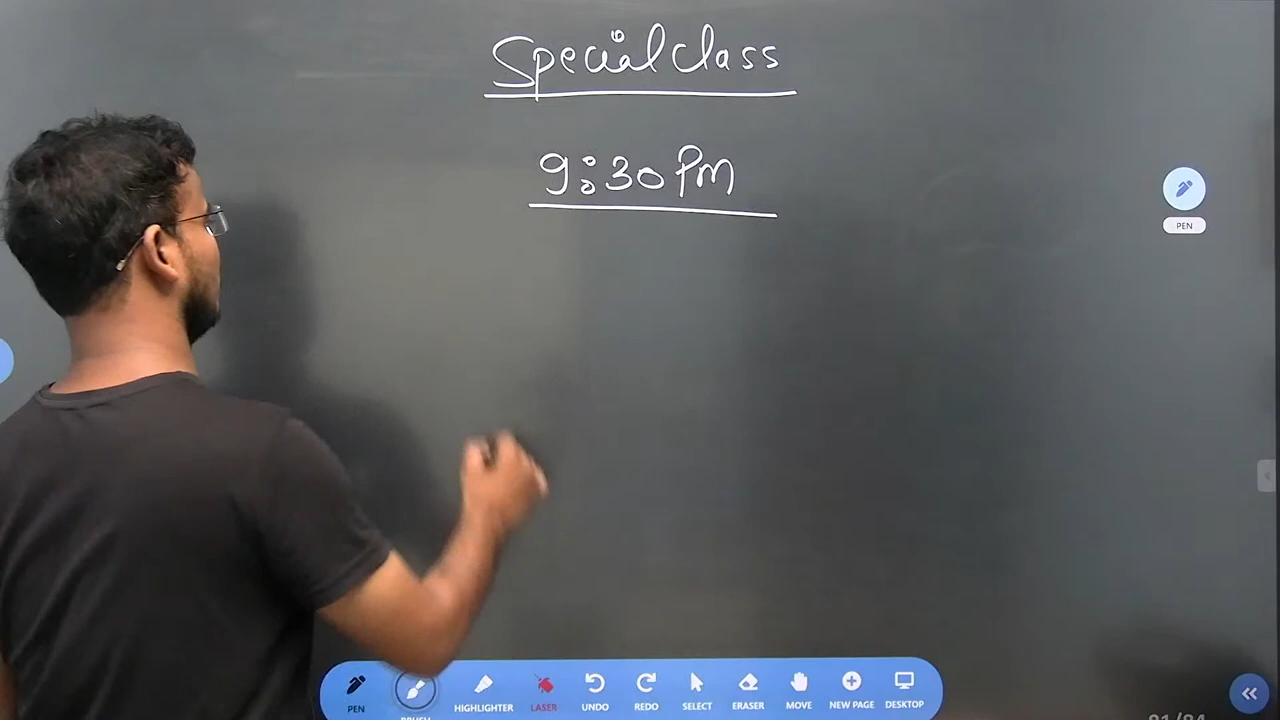 Special Class
9:30 PM
PEN
PEN
HIGHLIGHTER
LASER
UNDO
REDO
SELECT
ERASER
MOVE
NEW PAGE
DESKTOP